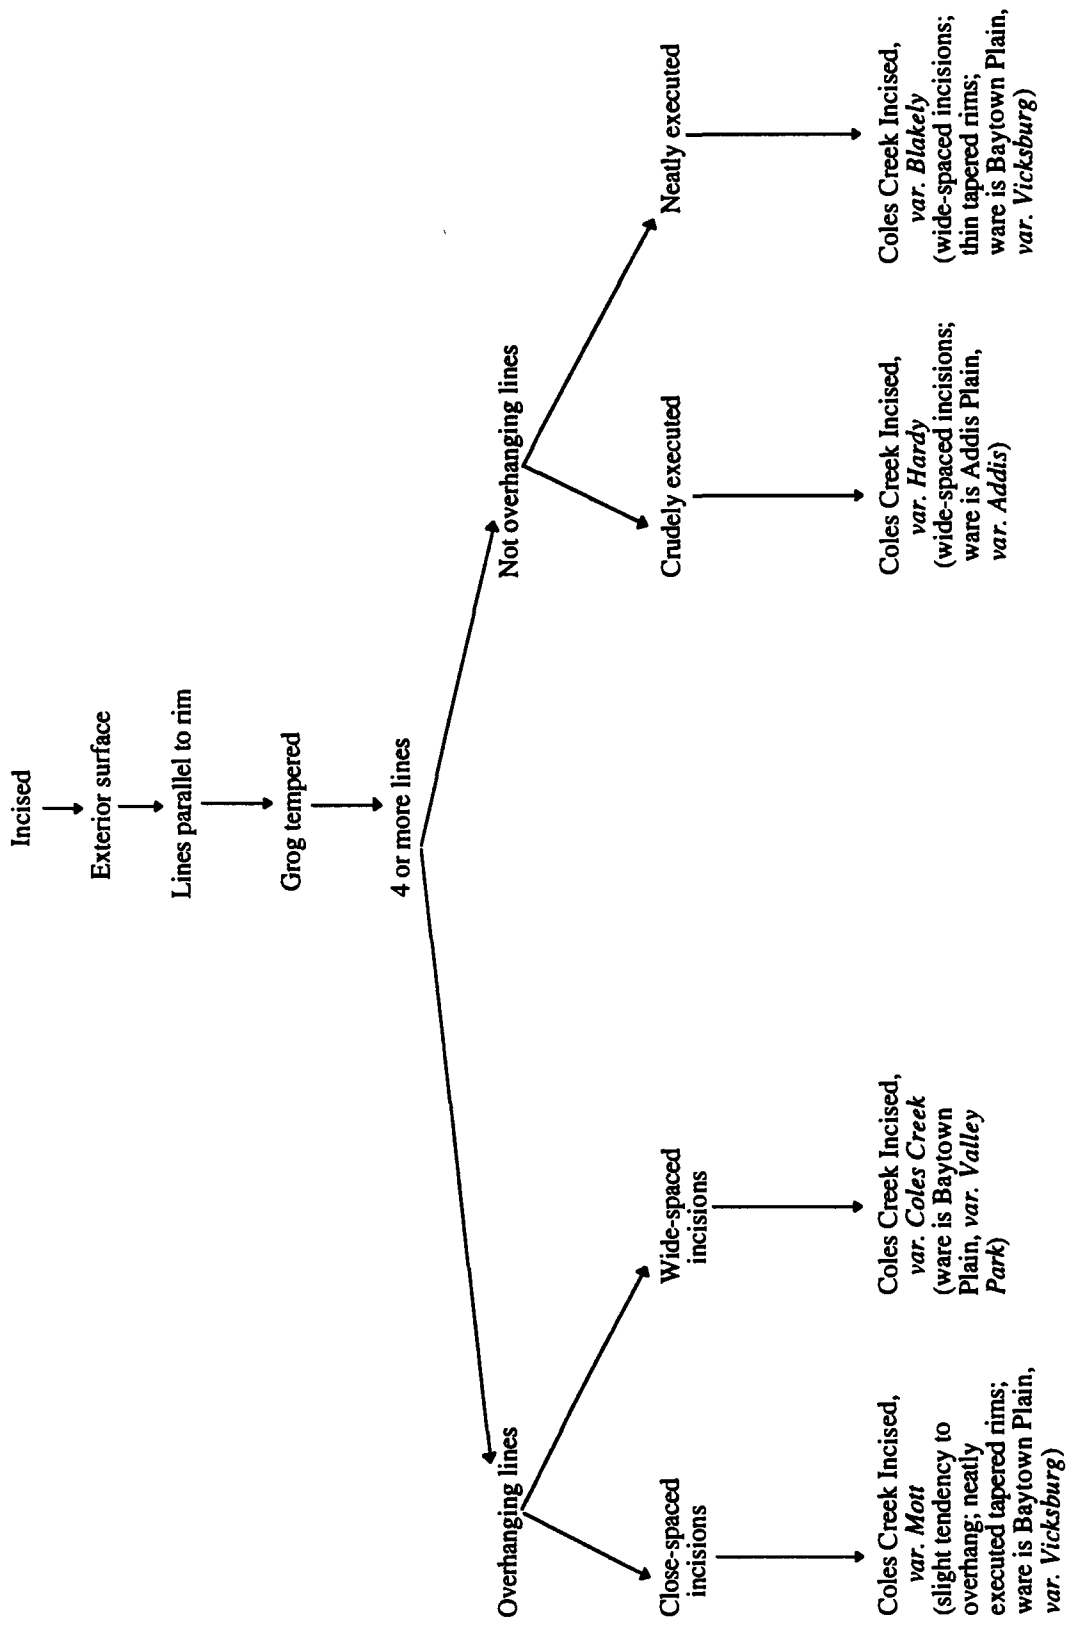 Incised
Exterior surface
Lines parallel to rim
Grog tempered
4 or more lines
Overhanging lines
Not overhanging lines
Close-spaced
incisions
Wide-spaced
incisions
Crudely executed
Neatly executed
Coles Creek Incised,
var. Mott
(slight tendency to
overhang; neatly
executed tapered rims;
ware is Baytown Plain,
var. Vicksburg)
Coles Creek Incised,
var. Coles Creek
(ware is Baytown
Plain, var. Valley
Park)
Coles Creek Incised,
var. Hardy
(wide-spaced incisions;
ware is Addis Plain,
var. Addis)
Coles Creek Incised,
var. Blakely
(wide-spaced incisions;
thin tapered rims;
ware is Baytown Plain,
var. Vicksburg)